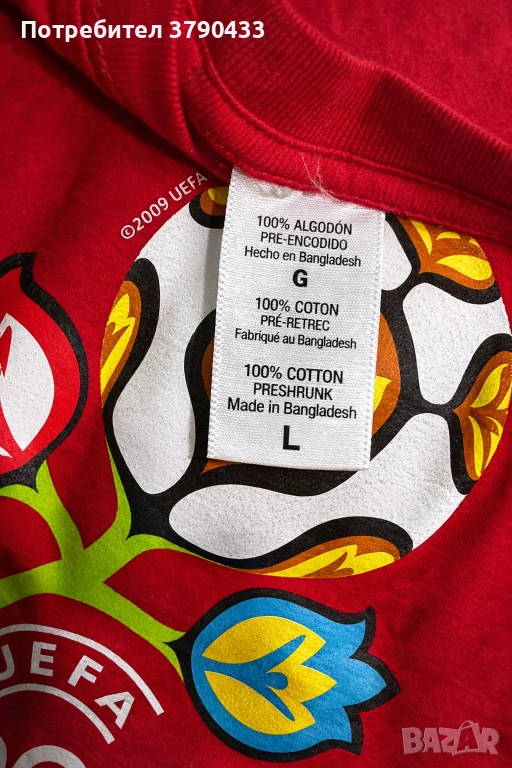 Потребител 3790433
©2009 UEFA
100% ALGODÓN
PRE-ENCODIDO
Hecho en Bangladesh
G
100% COTON
PRÉ-RETREC
Fabriqué au Bangladesh
100% COTTON
PRESHRUNK
Made in Bangladesh
L
UEFA
BAZAR